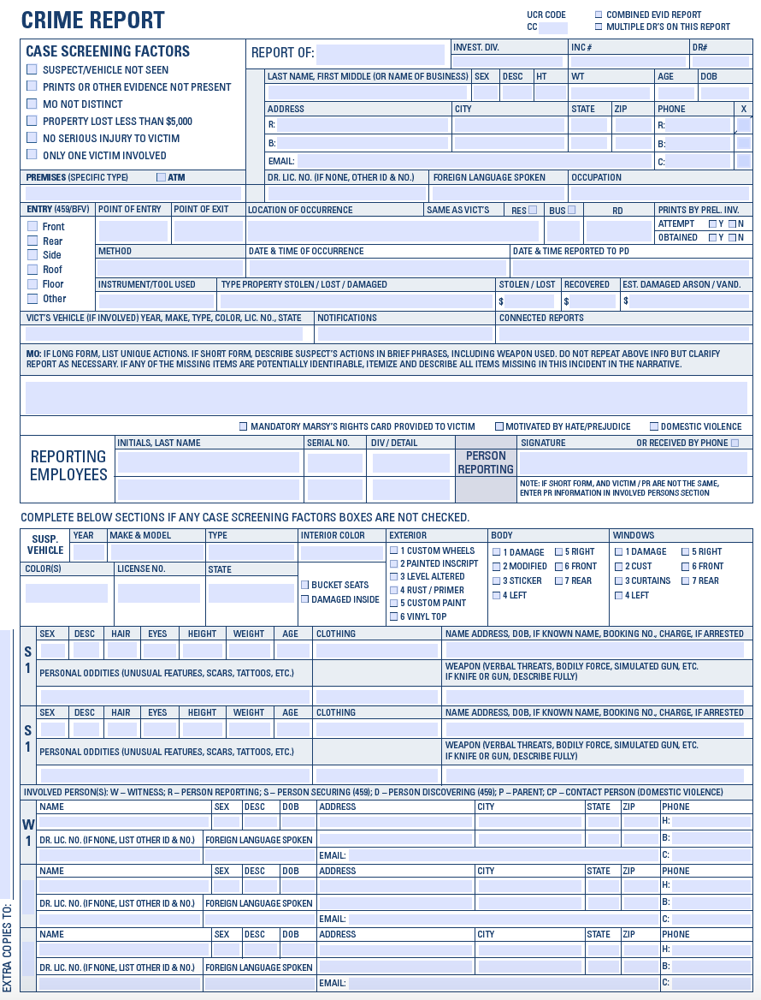 CRIME REPORT
UCR CODE
CC
COMBINED EVID REPORT
MULTIPLE DR'S ON THIS REPORT
CASE SCREENING FACTORS
SUSPECT/VEHICLE NOT SEEN
PRINTS OR OTHER EVIDENCE NOT PRESENT
MO NOT DISTINCT
PROPERTY LOST LESS THAN $5,000
NO SERIOUS INJURY TO VICTIM
ONLY ONE VICTIM INVOLVED
REPORT OF: INVEST. DIV. INC # DR#
LAST NAME, FIRST MIDDLE (OR NAME OF BUSINESS) SEX DESC HT WT AGE DOB
ADDRESS CITY STATE ZIP PHONE X
R: R:
B: B:
EMAIL: C:
PREMISES (SPECIFIC TYPE) ATM DR. LIC. NO. (IF NONE, OTHER ID & NO.) FOREIGN LANGUAGE SPOKEN OCCUPATION
ENTRY (459/BFV) POINT OF ENTRY POINT OF EXIT LOCATION OF OCCURRENCE SAME AS VICT'S RES BUS RD PRINTS BY PREL. INV.
Front
Rear
Side
Roof
Floor
Other
ATTEMPT Y N
OBTAINED Y N
METHOD DATE & TIME OF OCCURRENCE DATE & TIME REPORTED TO PD
INSTRUMENT/TOOL USED TYPE PROPERTY STOLEN / LOST / DAMAGED STOLEN / LOST RECOVERED EST. DAMAGED ARSON / VAND.
$ $ $
VICT'S VEHICLE (IF INVOLVED) YEAR, MAKE, TYPE, COLOR, LIC. NO., STATE NOTIFICATIONS CONNECTED REPORTS
MO: IF LONG FORM, LIST UNIQUE ACTIONS. IF SHORT FORM, DESCRIBE SUSPECT'S ACTIONS IN BRIEF PHRASES, INCLUDING WEAPON USED. DO NOT REPEAT ABOVE INFO BUT CLARIFY
REPORT AS NECESSARY. IF ANY OF THE MISSING ITEMS ARE POTENTIALLY IDENTIFIABLE, ITEMIZE AND DESCRIBE ALL ITEMS MISSING IN THIS INCIDENT IN THE NARRATIVE.
MANDATORY MARSY'S RIGHTS CARD PROVIDED TO VICTIM MOTIVATED BY HATE/PREJUDICE DOMESTIC VIOLENCE
REPORTING
EMPLOYEES
INITIALS, LAST NAME SERIAL NO. DIV / DETAIL
PERSON
REPORTING
SIGNATURE OR RECEIVED BY PHONE
NOTE: IF SHORT FORM, AND VICTIM / PR ARE NOT THE SAME,
ENTER PR INFORMATION IN INVOLVED PERSONS SECTION
COMPLETE BELOW SECTIONS IF ANY CASE SCREENING FACTORS BOXES ARE NOT CHECKED.
SUSP.
VEHICLE
YEAR MAKE & MODEL TYPE INTERIOR COLOR
COLOR(S) LICENSE NO. STATE
BUCKET SEATS
DAMAGED INSIDE
EXTERIOR
1 CUSTOM WHEELS
2 PAINTED INSCRIPT
3 LEVEL ALTERED
4 RUST / PRIMER
5 CUSTOM PAINT
6 VINYL TOP
BODY
1 DAMAGE 5 RIGHT
2 MODIFIED 6 FRONT
3 STICKER 7 REAR
4 LEFT
WINDOWS
1 DAMAGE 5 RIGHT
2 CUST 6 FRONT
3 CURTAINS 7 REAR
4 LEFT
S
1
SEX DESC HAIR EYES HEIGHT WEIGHT AGE CLOTHING NAME ADDRESS, DOB, IF KNOWN NAME, BOOKING NO., CHARGE, IF ARRESTED
PERSONAL ODDITIES (UNUSUAL FEATURES, SCARS, TATTOOS, ETC.)
WEAPON (VERBAL THREATS, BODILY FORCE, SIMULATED GUN, ETC.
IF KNIFE OR GUN, DESCRIBE FULLY)
S
1
SEX DESC HAIR EYES HEIGHT WEIGHT AGE CLOTHING NAME ADDRESS, DOB, IF KNOWN NAME, BOOKING NO., CHARGE, IF ARRESTED
PERSONAL ODDITIES (UNUSUAL FEATURES, SCARS, TATTOOS, ETC.)
WEAPON (VERBAL THREATS, BODILY FORCE, SIMULATED GUN, ETC.
IF KNIFE OR GUN, DESCRIBE FULLY)
INVOLVED PERSON(S): W – WITNESS; R – PERSON REPORTING; S – PERSON SECURING (459); D – PERSON DISCOVERING (459); P – PARENT; CP – CONTACT PERSON (DOMESTIC VIOLENCE)
W
1
NAME SEX DESC DOB ADDRESS CITY STATE ZIP PHONE
H:
DR. LIC. NO. (IF NONE, LIST OTHER ID & NO.) FOREIGN LANGUAGE SPOKEN B:
EMAIL: C:
NAME SEX DESC DOB ADDRESS CITY STATE ZIP PHONE
H:
DR. LIC. NO. (IF NONE, LIST OTHER ID & NO.) FOREIGN LANGUAGE SPOKEN B:
EMAIL: C:
NAME SEX DESC DOB ADDRESS CITY STATE ZIP PHONE
H:
DR. LIC. NO. (IF NONE, LIST OTHER ID & NO.) FOREIGN LANGUAGE SPOKEN B:
EMAIL: C:
EXTRA COPIES TO: